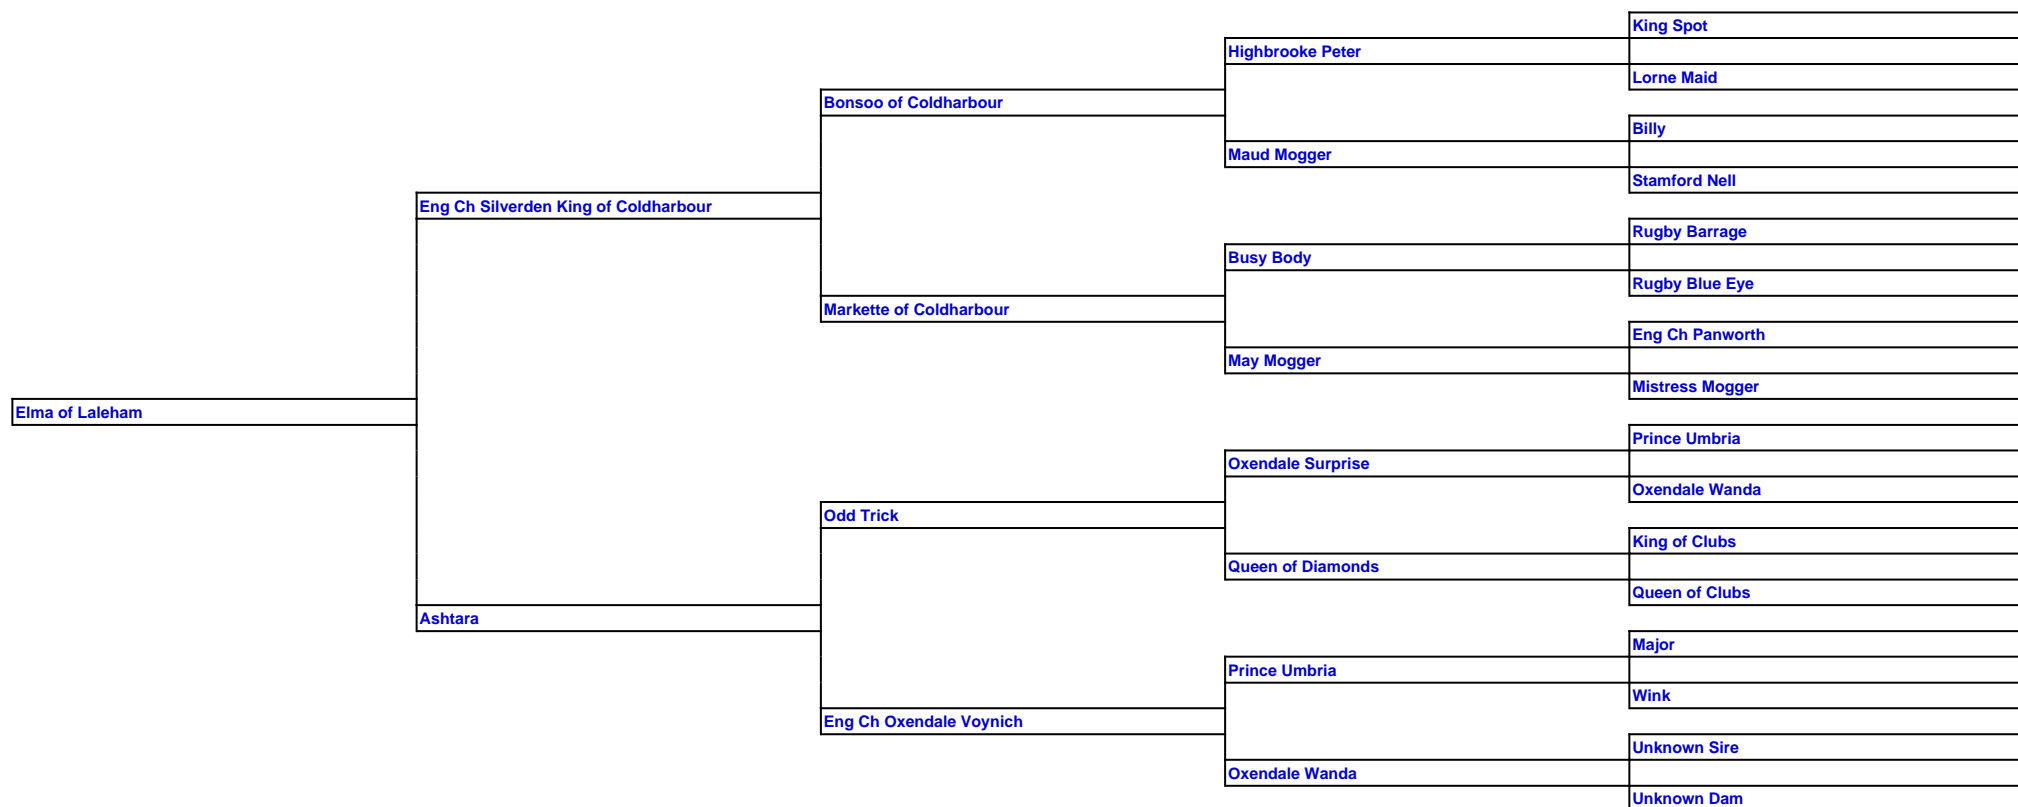 King Spot
Highbrooke Peter
Lorne Maid
Bonsoo of Coldharbour
Billy
Maud Mogger
Stamford Nell
Eng Ch Silverden King of Coldharbour
Rugby Barrage
Busy Body
Rugby Blue Eye
Markette of Coldharbour
Eng Ch Panworth
May Mogger
Mistress Mogger
Elma of Laleham
Prince Umbria
Oxendale Surprise
Oxendale Wanda
Odd Trick
King of Clubs
Queen of Diamonds
Queen of Clubs
Ashtara
Major
Prince Umbria
Wink
Eng Ch Oxendale Voynich
Unknown Sire
Oxendale Wanda
Unknown Dam